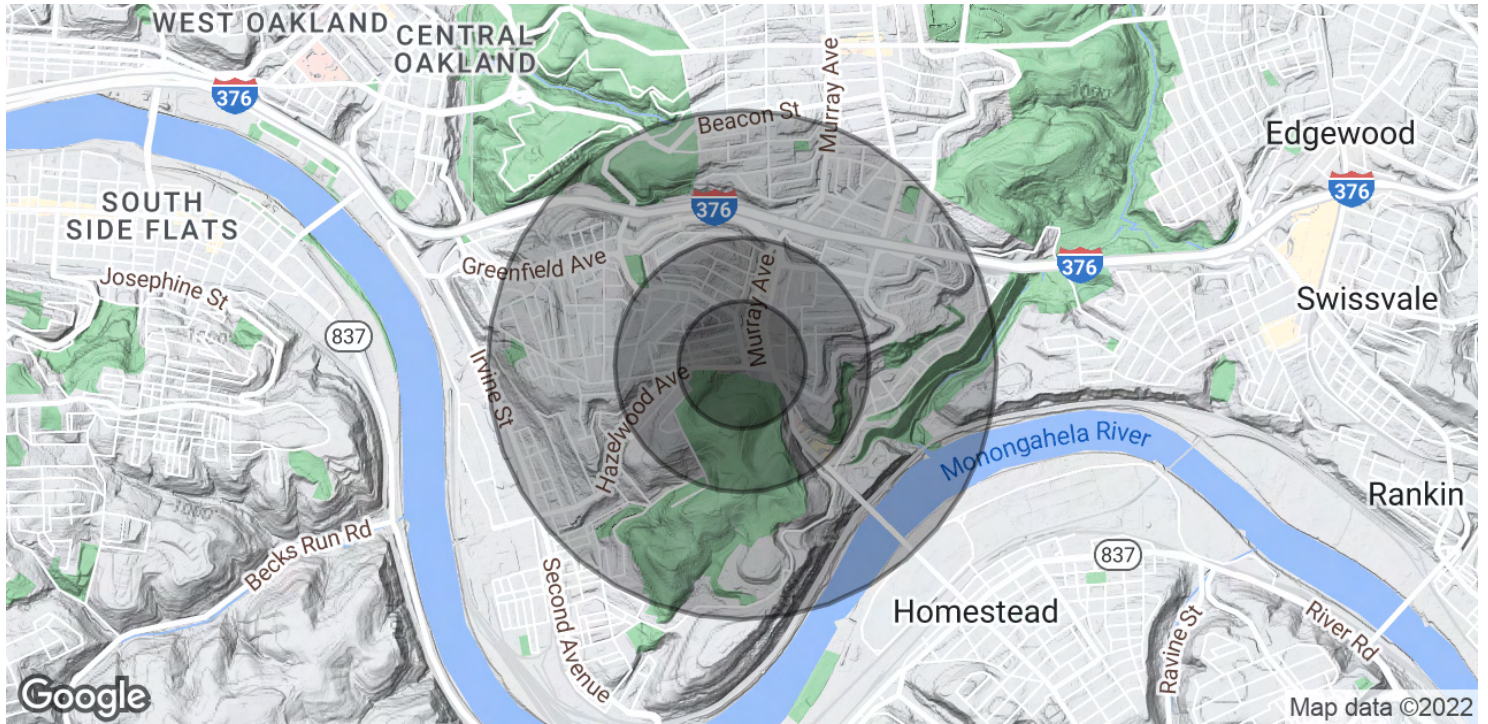 WEST OAKLAND
CENTRAL
OAKLAND
376
Murray Ave
Beacon St
Edgewood
376
SOUTH
SIDE FLATS
376
Greenfield Ave
376
Josephine St
Murray Ave
Swissvale
837
Irvine St
Hazelwood Ave
Monongahela River
Rankin
Becks Run Rd
837
Second Avenue
Homestead
Ravine St
River Rd
Google
Map data ©2022